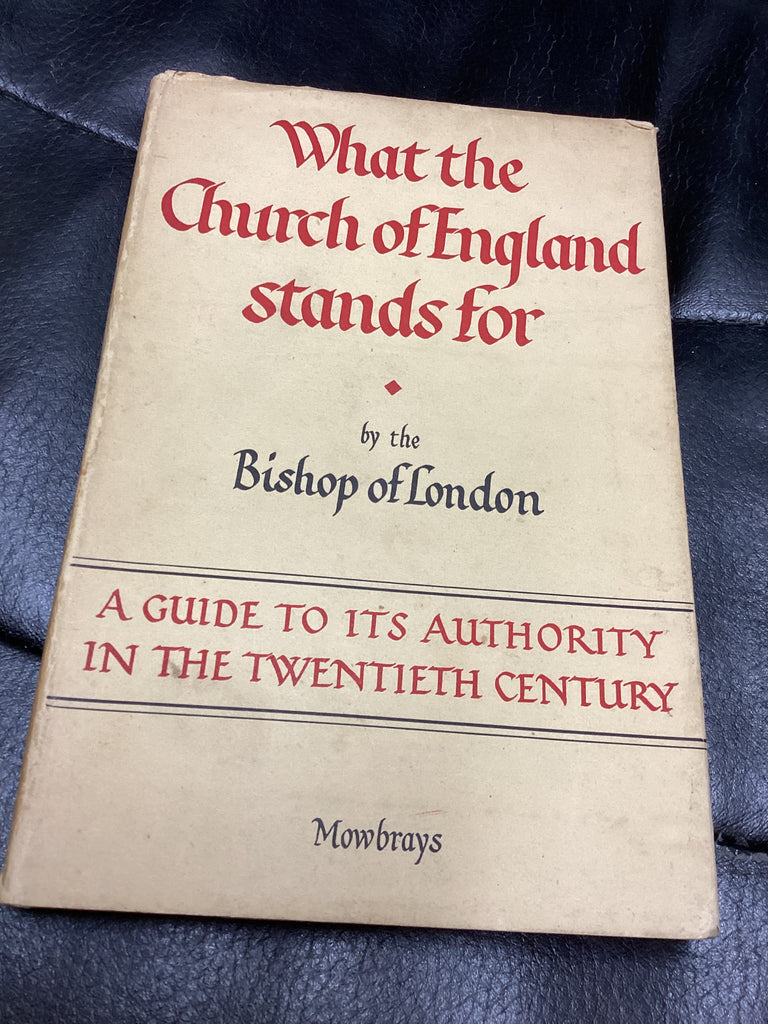 What the
Church of England
stands for
by the
Bishop of London
A GUIDE TO ITS AUTHORITY
IN THE TWENTIETH CENTURY
Mowbrays